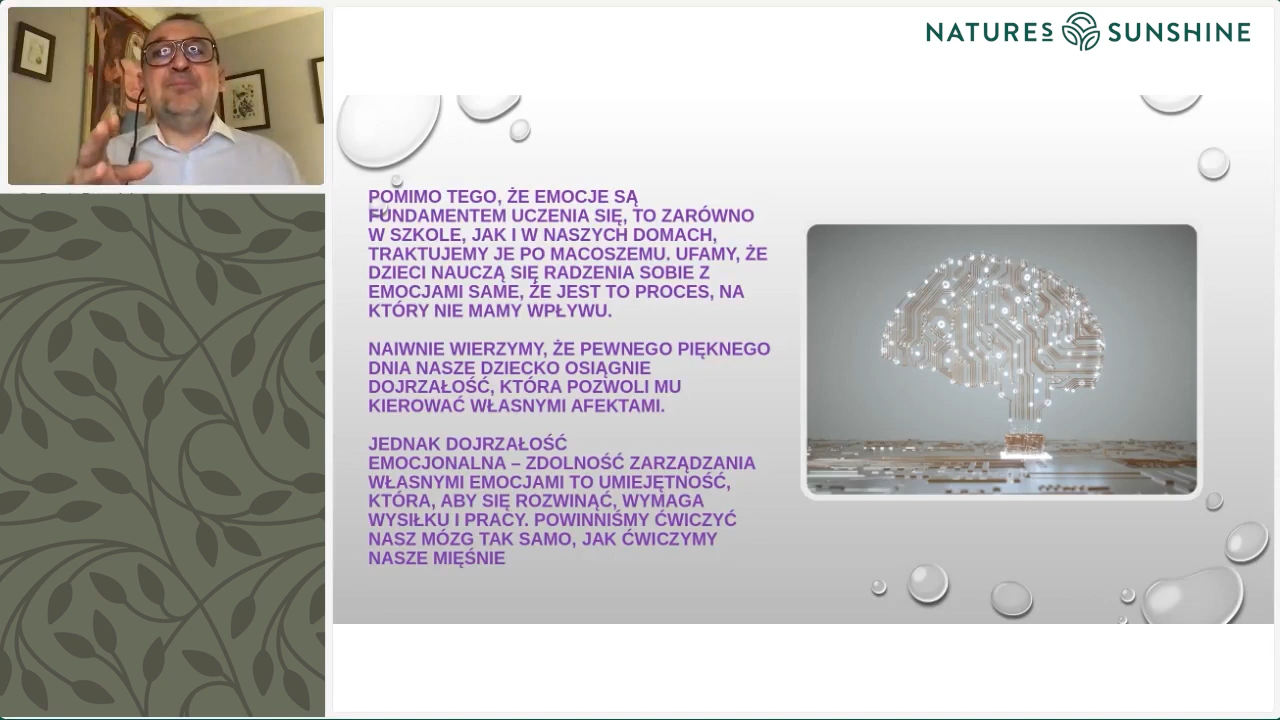 NATURE'S SUNSHINE
POMIMO TEGO, ŻE EMOCJE SĄ
FUNDAMENTEM UCZENIA SIĘ, TO ZARÓWNO
W SZKOLE, JAK I W NASZYCH DOMACH,
TRAKTUJEMY JE PO MACOSZEMU. UFAMY, ŻE
DZIECI NAUCZĄ SIĘ RADZENIA SOBIE Z
EMOCJAMI SAME, ŻE JEST TO PROCES, NA
KTÓRY NIE MAMY WPŁYWU.
NAIWNIE WIERZYMY, ŻE PEWNEGO PIĘKNEGO
DNIA NASZE DZIECKO OSIĄGNIE
DOJRZAŁOŚĆ, KTÓRA POZWOLI MU
KIEROWAĆ WŁASNYMI AFEKTAMI.
JEDNAK DOJRZAŁOŚĆ
EMOCJONALNA – ZDOLNOŚĆ ZARZĄDZANIA
WŁASNYMI EMOCJAMI TO UMIEJĘTNOŚĆ,
KTÓRA, ABY SIĘ ROZWINĄĆ, WYMAGA
WYSIŁKU I PRACY. POWINNIŚMY ĆWICZYĆ
NASZ MÓZG TAK SAMO, JAK ĆWICZYMY
NASZE MIĘŚNIE